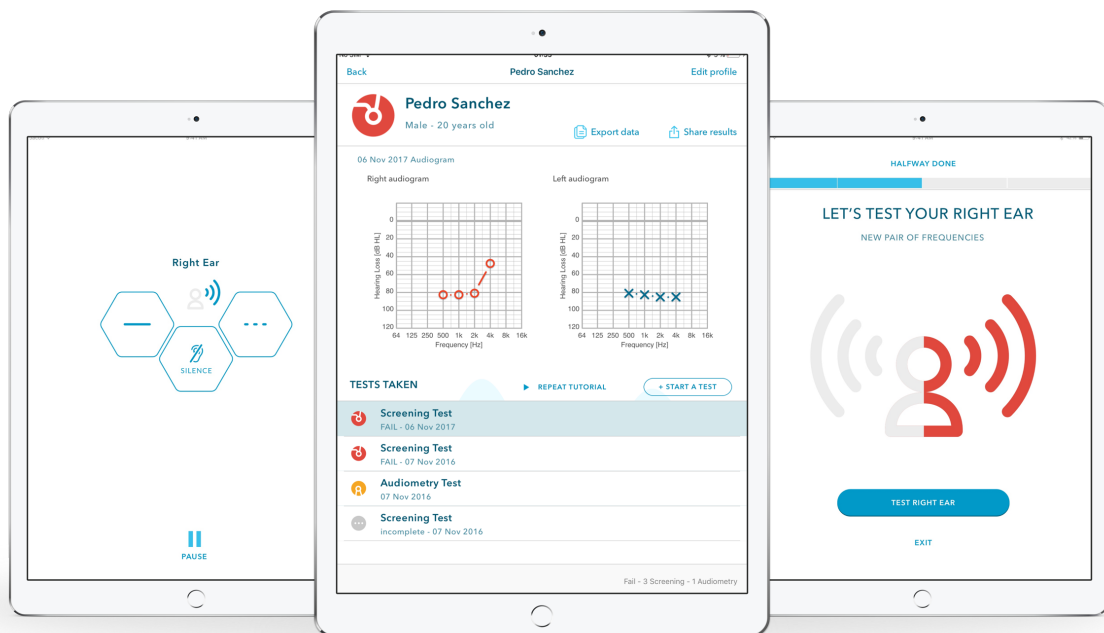 Right Ear
SILENCE
PAUSE
Back
Pedro Sanchez
Edit profile
Pedro Sanchez
Male - 20 years old
Export data
Share results
06 Nov 2017 Audiogram
Right audiogram
Hearing Loss [dB HL]
0
20
40
60
80
100
120
64 125 250 500 1k 2k 4k 8k 16k
Frequency [Hz]
Left audiogram
Hearing Loss [dB HL]
0
20
40
60
80
100
120
64 125 250 500 1k 2k 4k 8k 16k
Frequency [Hz]
TESTS TAKEN
REPEAT TUTORIAL
+ START A TEST
Screening Test
FAIL - 06 Nov 2017
Screening Test
FAIL - 07 Nov 2016
Audiometry Test
07 Nov 2016
Screening Test
incomplete - 07 Nov 2016
Fail - 3 Screening - 1 Audiometry
HALFWAY DONE
LET'S TEST YOUR RIGHT EAR
NEW PAIR OF FREQUENCIES
TEST RIGHT EAR
EXIT